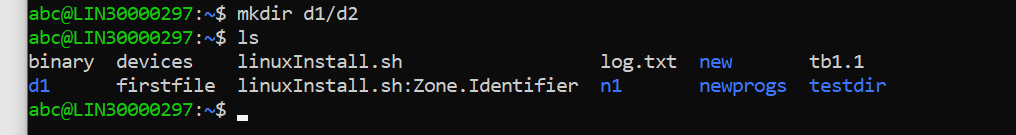 abc@LIN30000297:~$ mkdir d1/d2
abc@LIN30000297:~$ ls
binary  devices    linuxInstall.sh                  log.txt  new       tb1.1
d1      firstfile  linuxInstall.sh:Zone.Identifier  n1       newprogs  testdir
abc@LIN30000297:~$